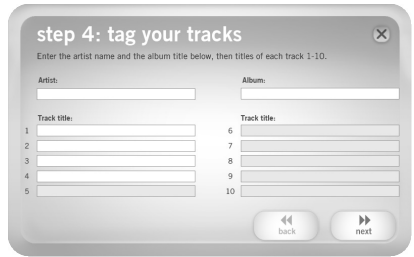 step 4: tag your tracks
Enter the artist name and the album title below, then titles of each track 1-10.
Artist:
Album:
Track title:
1
2
3
4
5
Track title:
6
7
8
9
10
back
next